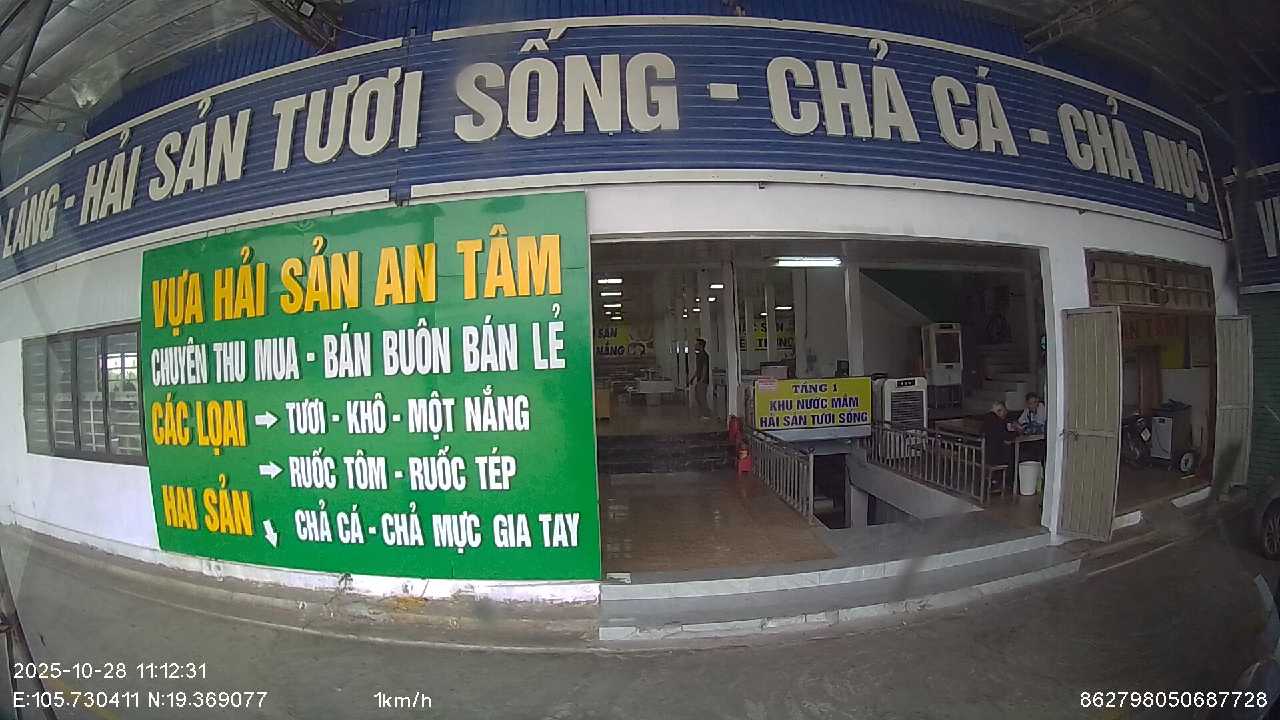 LÀNG - HẢI SẢN TƯƠI SỐNG - CHẢ CÁ - CHẢ MỰC
VỰA HẢI SẢN AN TÂM
CHUYÊN THU MUA - BÁN BUÔN BÁN LẺ
CÁC LOẠI → TƯƠI - KHÔ - MỘT NẮNG
→ RUỐC TÔM - RUỐC TÉP
HẢI SẢN
CHẢ CÁ - CHẢ MỰC GIA TAY
TẦNG 1
KHU NƯỚC MẮM
HẢI SẢN TƯƠI SỐNG
2025-10-28 11:12:31
E:105.730411 N:19.369077
1km/h
862798050687728